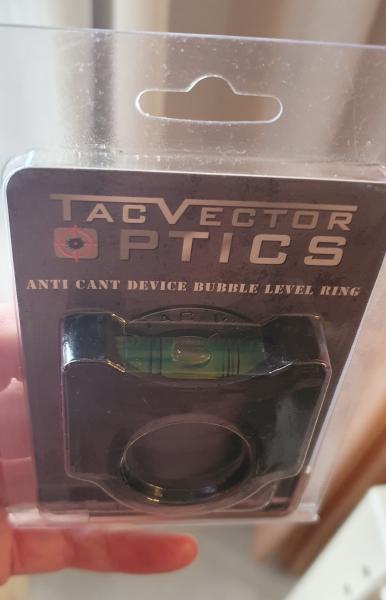 TACVECTOR
OPTICS
ANTI CANT DEVICE BUBBLE LEVEL RING